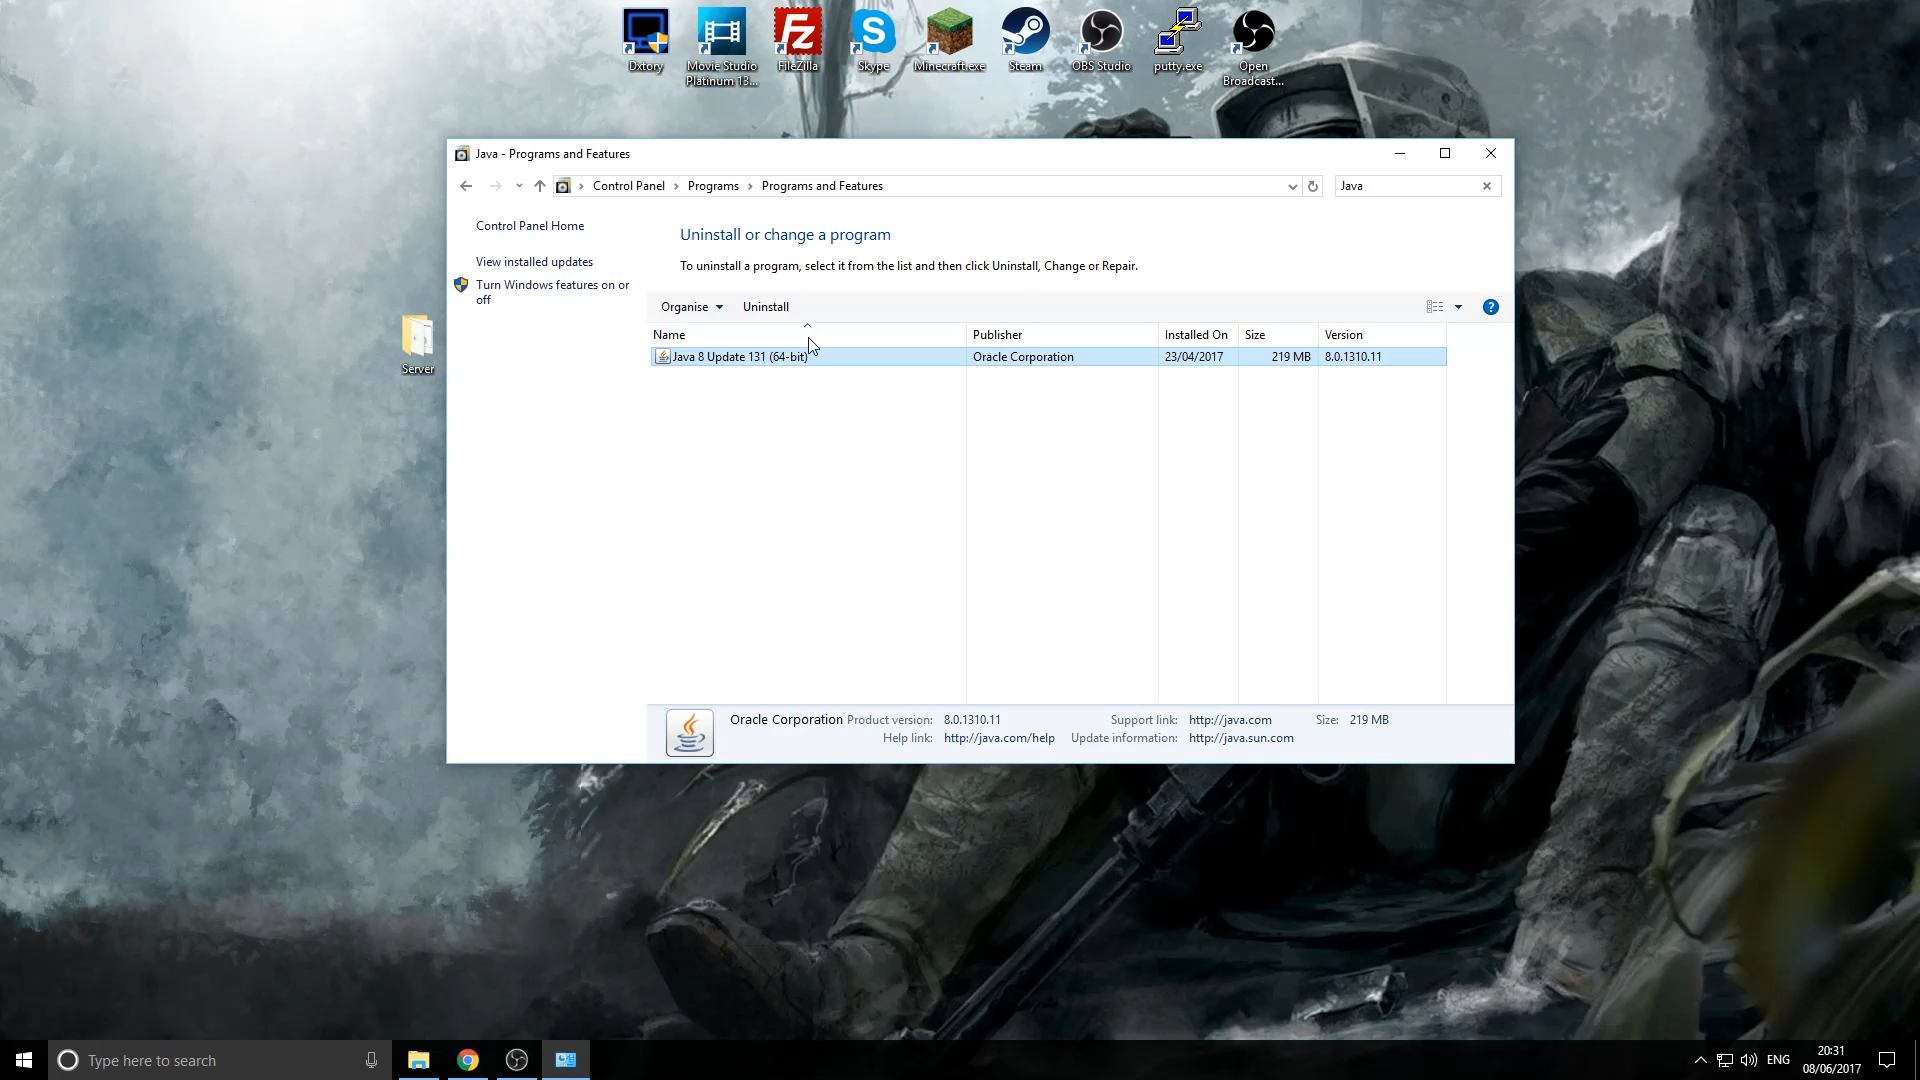 Dxtory
Movie Studio
Platinum 13...
FileZilla
Skype
Minecraft.exe
Steam
OBS Studio
putty.exe
Open
Broadcast...
Server
Java - Programs and Features
Control Panel > Programs > Programs and Features
Java
Control Panel Home
View installed updates
Turn Windows features on or
off
Uninstall or change a program
To uninstall a program, select it from the list and then click Uninstall, Change or Repair.
Organise Uninstall
Name Publisher Installed On Size Version
Java 8 Update 131 (64-bit) Oracle Corporation 23/04/2017 219 MB 8.0.1310.11
Oracle Corporation Product version: 8.0.1310.11 Support link: http://java.com Size: 219 MB
Help link: http://java.com/help Update information: http://java.sun.com
Type here to search
ENG
20:31
08/06/2017